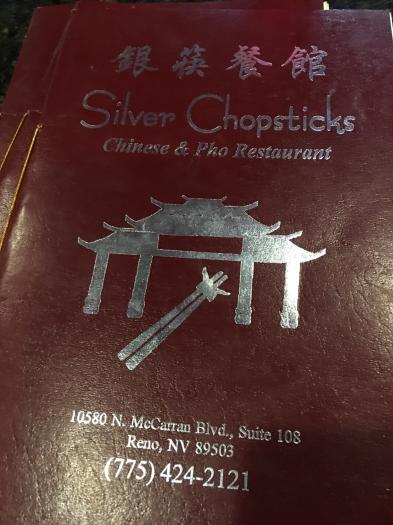 銀筷餐館
Silver Chopsticks
Chinese & Pho Restaurant
10580 N. McCarran Blvd., Suite 108
Reno, NV 89503
(775) 424-2121